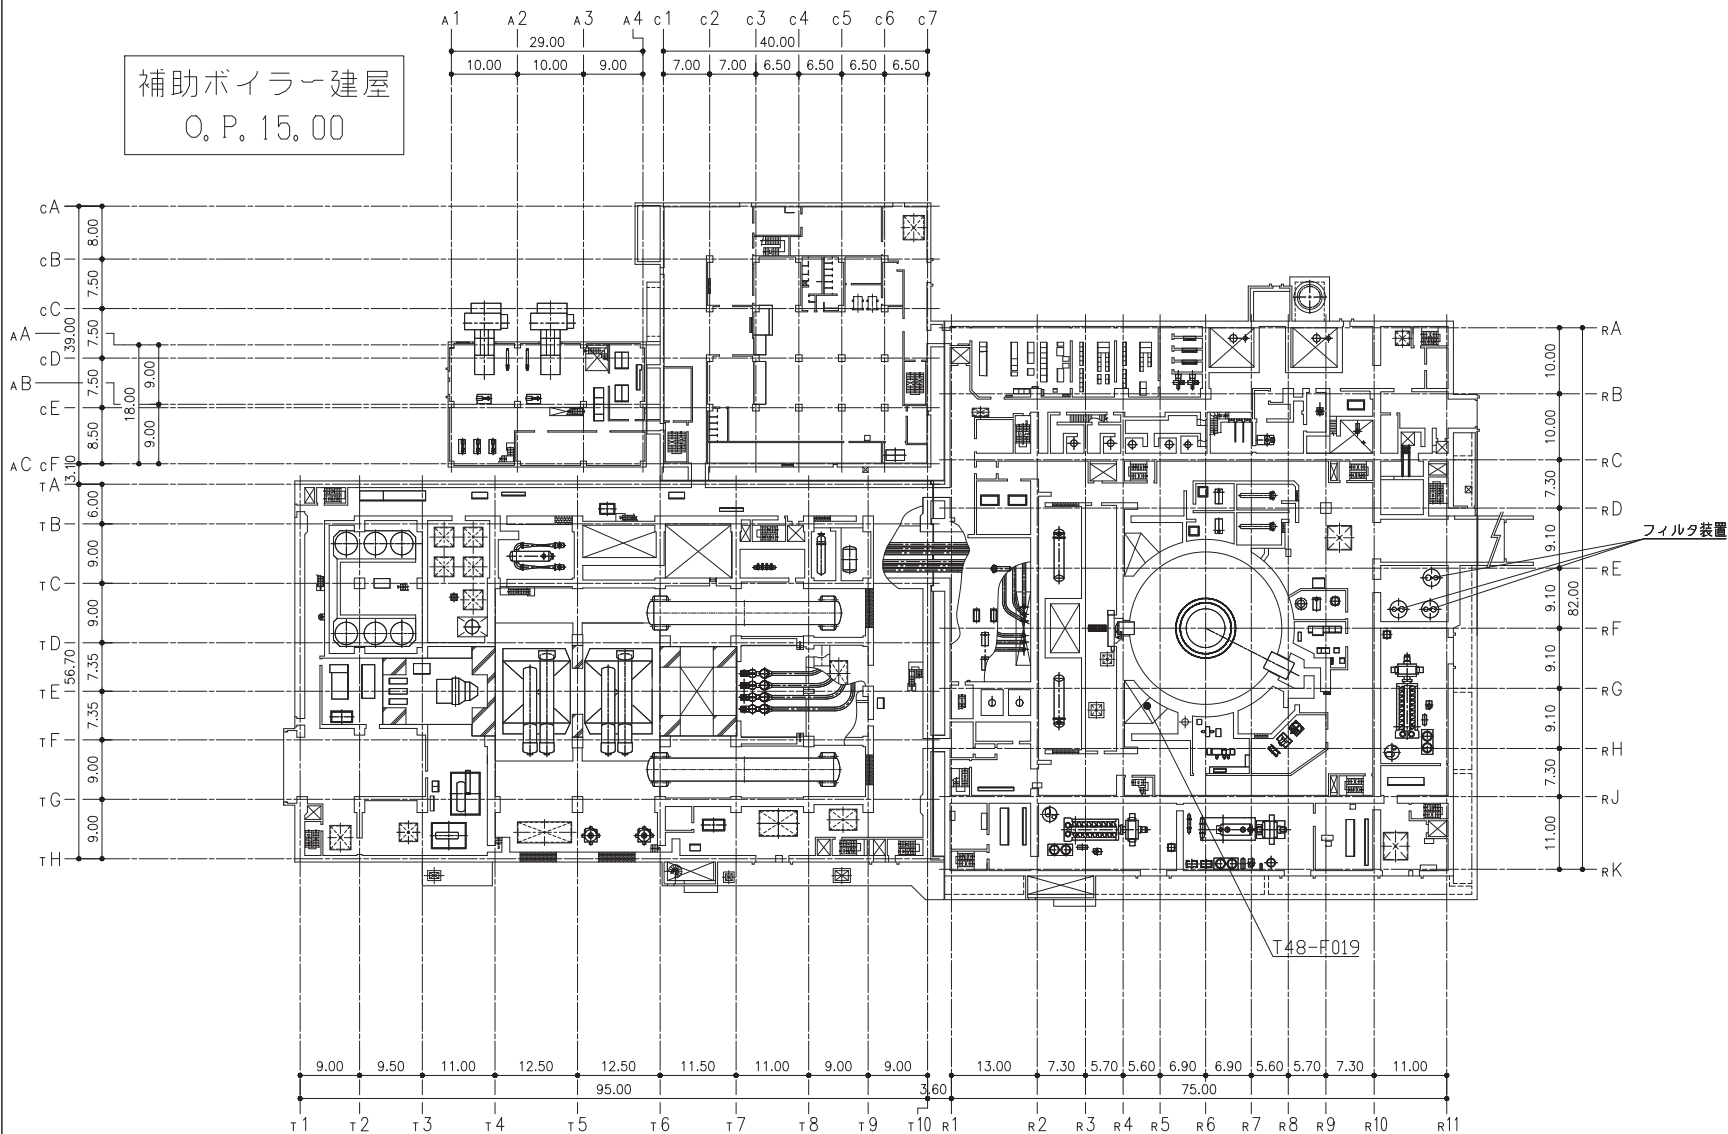 A1 A2 A3 A4 c1 c2 c3 c4 c5 c6 c7
29.00 40.00
10.00 10.00 9.00 7.00 7.00 6.50 6.50 6.50 6.50
補助ボイラー建屋
O.P.15.00
cA
8.00
cB
7.50
cC
AA
39.00
7.50
cD
9.00
AB
7.50
18.00
cE
8.50
9.00
AC cF
3.10
TA
6.00
TB
9.00
TC
9.00
TD
56.70
7.35
TE
7.35
TF
9.00
TG
9.00
TH
RA
10.00
RB
10.00
RC
7.30
RD
9.10
フィルタ装置
RE
9.10
82.00
RF
9.10
RG
9.10
RH
7.30
RJ
11.00
RK
T48-F019
9.00 9.50 11.00 12.50 12.50 11.50 11.00 9.00 9.00 13.00 7.30 5.70 5.60 6.90 6.90 5.60 5.70 7.30 11.00
95.00 3.60 75.00
T1 T2 T3 T4 T5 T6 T7 T8 T9 T10 R1 R2 R3 R4 R5 R6 R7 R8 R9 R10 R11